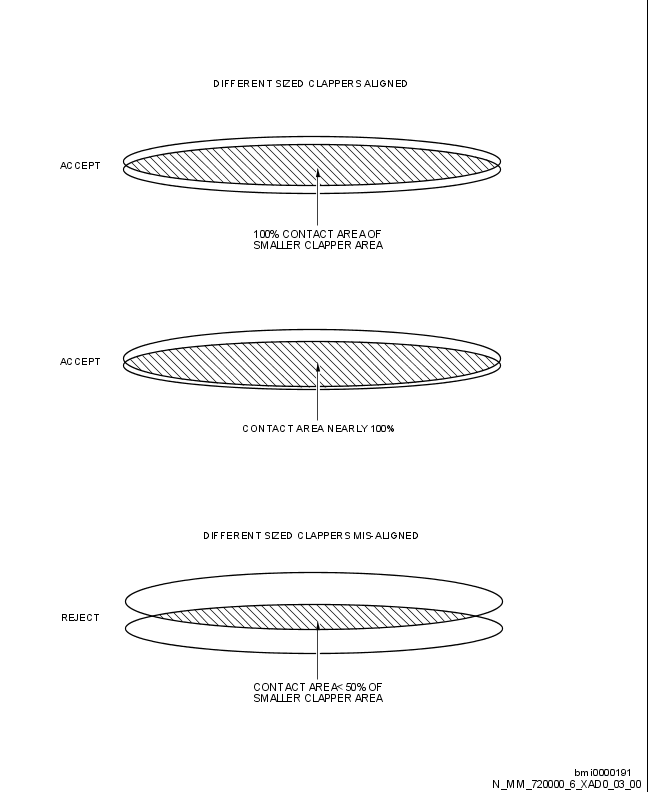 DIFFERENT SIZED CLAPPERS ALIGNED
ACCEPT
100% CONTACT AREA OF
SMALLER CLAPPER AREA
ACCEPT
CONTACT AREA NEARLY 100%
DIFFERENT SIZED CLAPPERS MIS-ALIGNED
REJECT
CONTACT AREA< 50% OF
SMALLER CLAPPER AREA
bmi0000191
N_MM_720000_6_XAD0_03_00